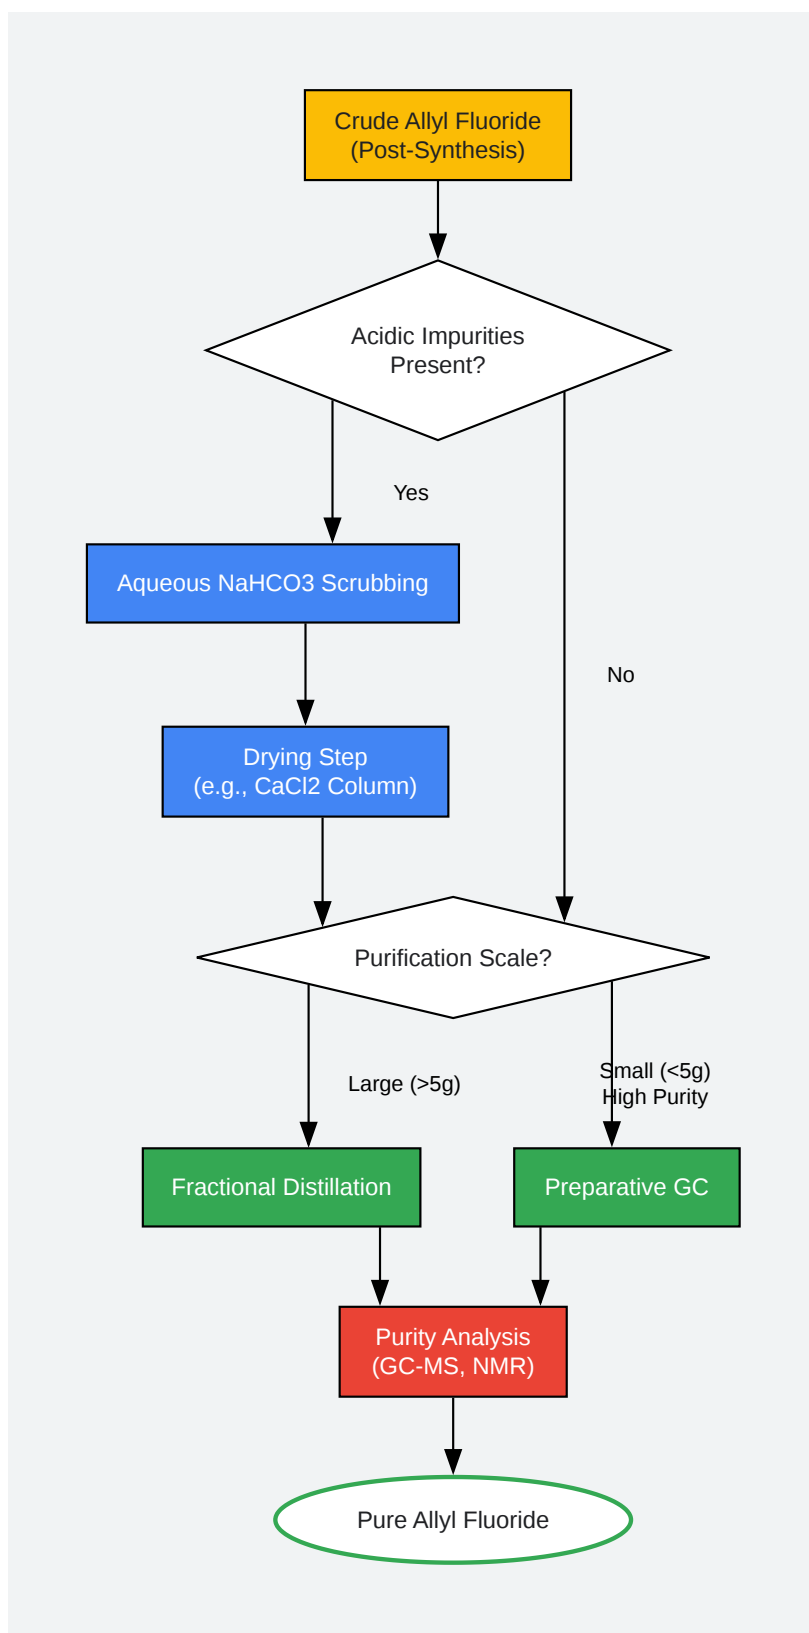 Crude Allyl Fluoride
(Post-Synthesis)
Acidic Impurities
Present?
Yes
Aqueous NaHCO3 Scrubbing
No
Drying Step
(e.g., CaCl2 Column)
Purification Scale?
Large (>5g)
Small (<5g)
High Purity
Fractional Distillation
Preparative GC
Purity Analysis
(GC-MS, NMR)
Pure Allyl Fluoride